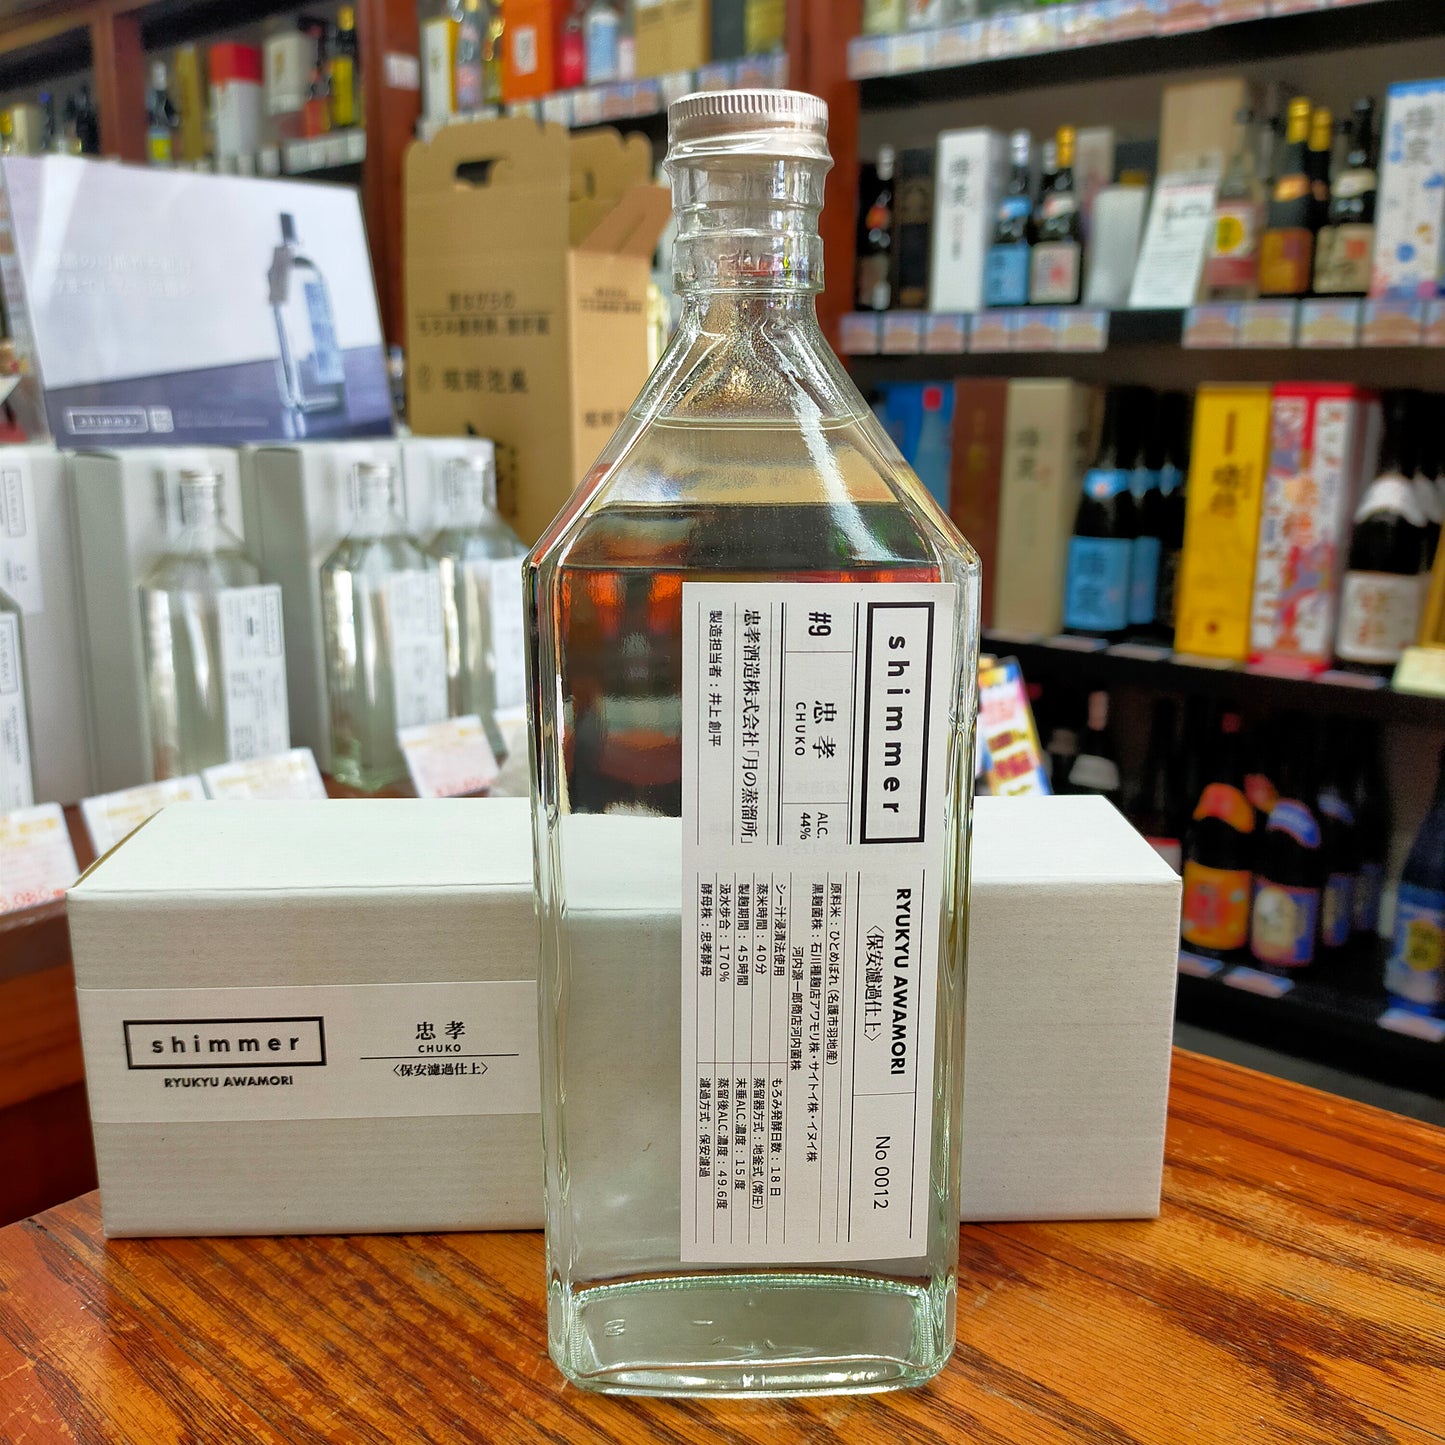 shimmer
#9
忠孝
CHUKO
ALC.
44%
忠孝酒造株式会社「月の蒸溜所」
製造担当者：井上 創平
RYUKYU AWAMORI
〈保安濾過仕上〉
No 0012
原料米：ひとめぼれ（名護市羽地産）
黒麹菌株：石川種麹店アワモリ株・サイトイ株・イヌイ株
河内源一郎商店河内菌株
シー汁浸漬法使用
蒸米時間：40分
製麹期間：45時間
汲水歩合：170%
酵母株：忠孝酵母
もろみ発酵日数：18日
蒸留器方式：地釜式（常圧）
末垂ALC.濃度：15度
蒸留後ALC.濃度：49.6度
濾過方式：保安濾過
shimmer
RYUKYU AWAMORI
忠孝
CHUKO
〈保安濾過仕上〉
shimmer
昔ながらの